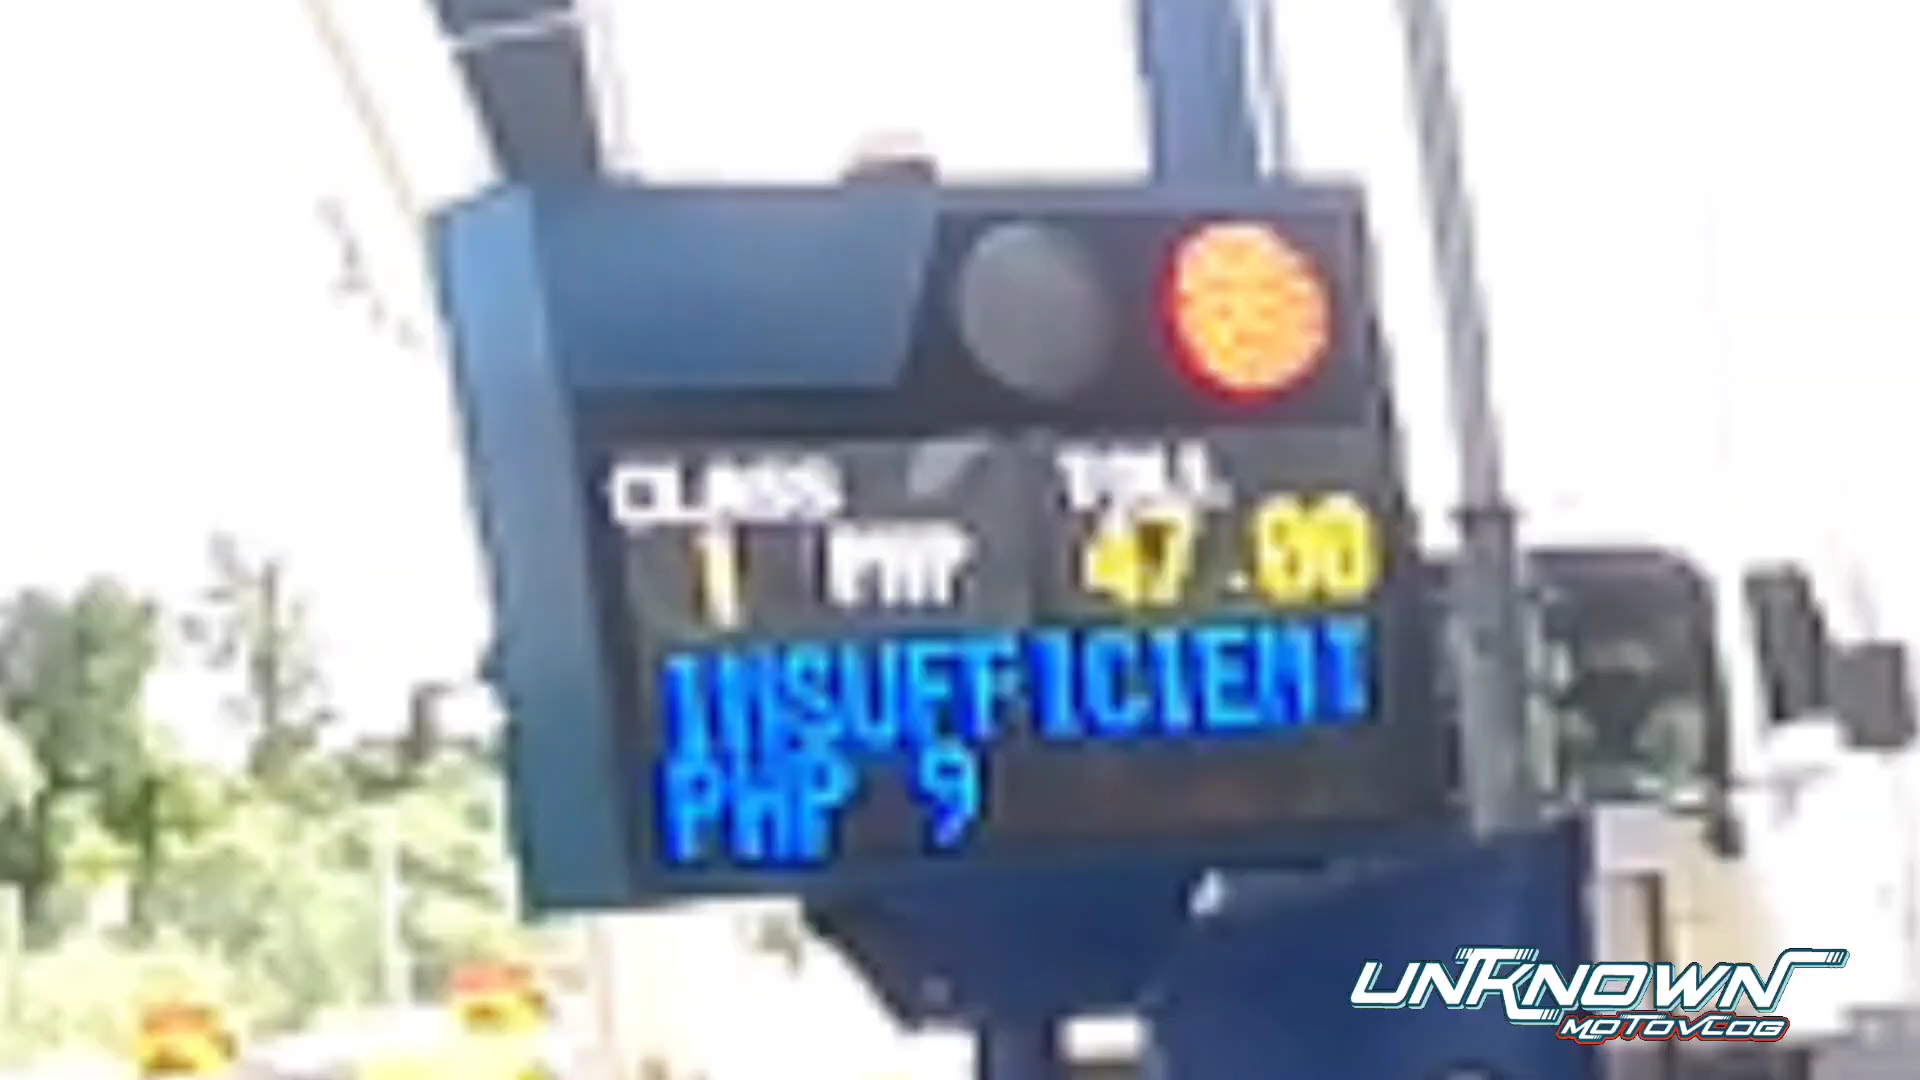 CLASS TOLL
1 PHP 47.00
INSUFFICIENT
PHP 9
UNKNOWN
MOTOVLOG